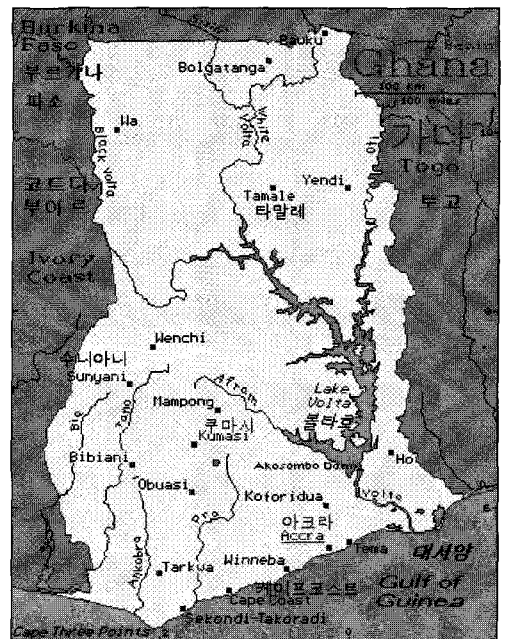 Burkina
Faso
부르키나
파소
Ghana
100 km
100 miles
가나
Togo
토고
Bolgatanga
Wa
Black Volta
White
Volta
Yendi
Tamale
타말레
코트디
부아르
Ivory
Coast
Wenchi
수니아니
Sunyani
Mampong
Afram
Lake
Volta
볼타호
쿠마시
Kumasi
Bia
Tano
Bibiani
Obuasi
Akosombo Dam
Ho
Volta
Koforidua
아크라
Accra
Tema
대서양
Pra
Ankobra
Tarkwa
Winneba
케이프코스트
Cape Coast
Gulf of
Guinea
Sekondi-Takoradi
Cape Three Points